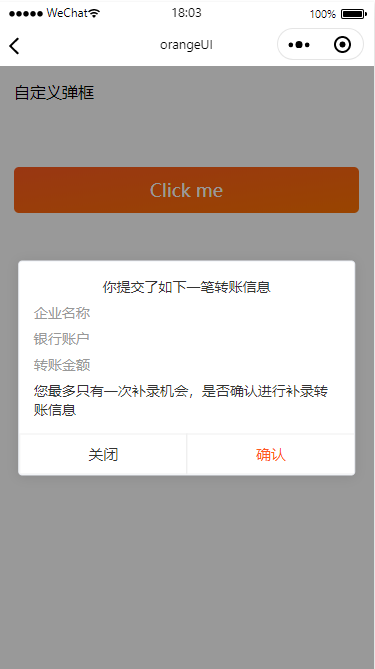 WeChat 18:03 100%
orangeUI
自定义弹框
Click me
你提交了如下一笔转账信息
企业名称
银行账户
转账金额
您最多只有一次补录机会，是否确认进行补录转
账信息
关闭 确认